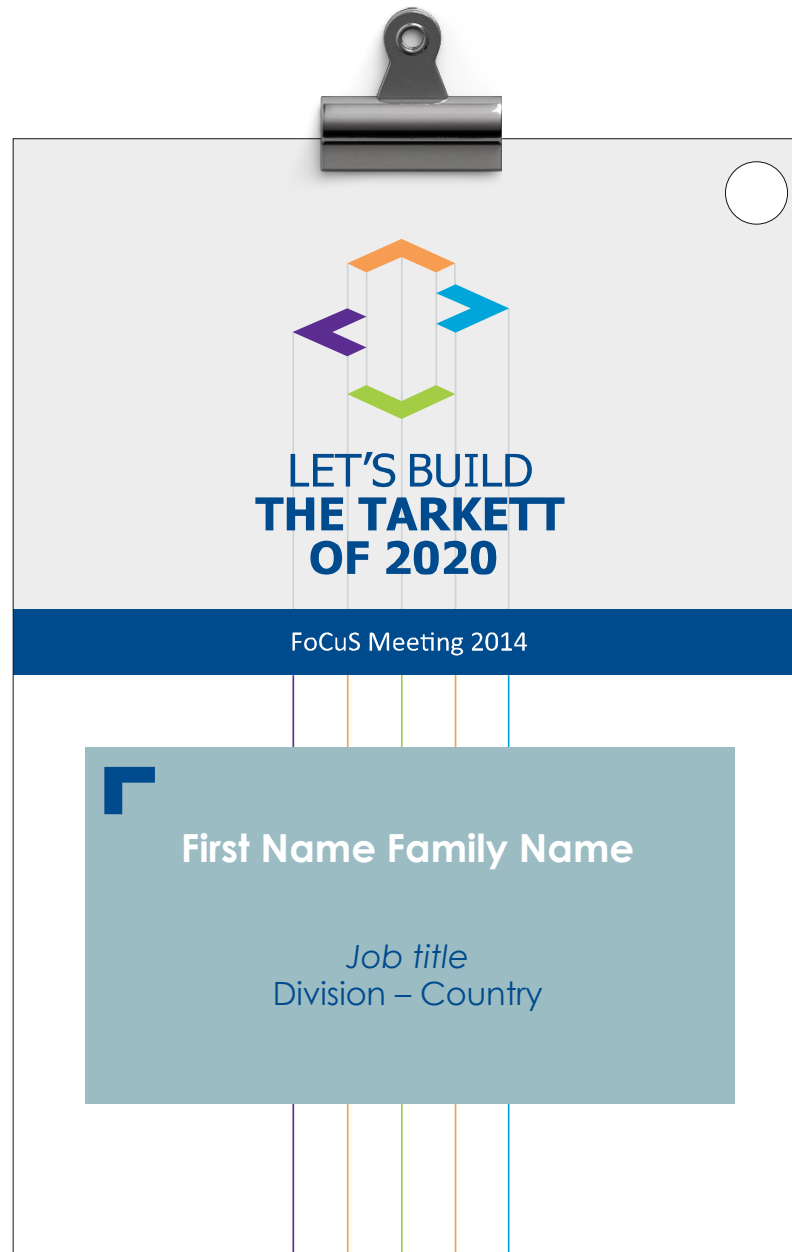 LET'S BUILD
THE TARKETT
OF 2020
FoCuS Meeting 2014
First Name Family Name
Job title
Division – Country